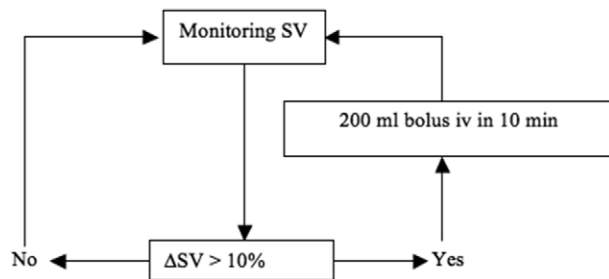 Monitoring SV
200 ml bolus iv in 10 min
No
ΔSV > 10%
Yes